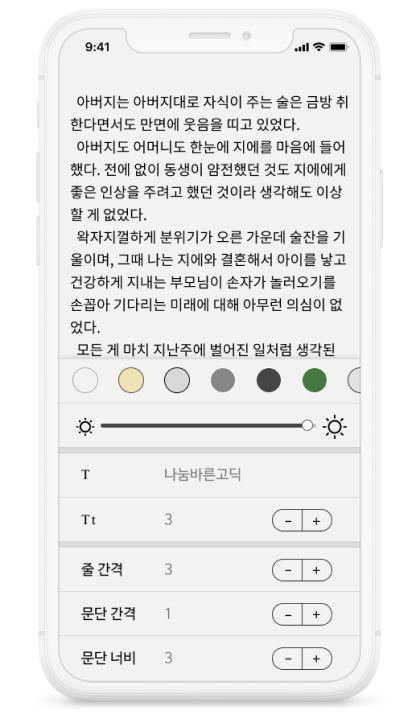 9:41
아버지는 아버지대로 자식이 주는 술은 금방 취
한다면서도 만면에 웃음을 띠고 있었다.
아버지도 어머니도 한눈에 지에를 마음에 들어
했다. 전에 없이 동생이 얌전했던 것도 지에에게
좋은 인상을 주려고 했던 것이라 생각해도 이상
할 게 없었다.
왁자지껄하게 분위기가 오른 가운데 술잔을 기
울이며, 그때 나는 지에와 결혼해서 아이를 낳고
건강하게 지내는 부모님이 손자가 놀러오기를
손꼽아 기다리는 미래에 대해 아무런 의심이 없
었다.
모든 게 마치 지난주에 벌어진 일처럼 생각된
T 나눔바른고딕
Tt 3 - +
줄 간격 3 - +
문단 간격 1 - +
문단 너비 3 - +